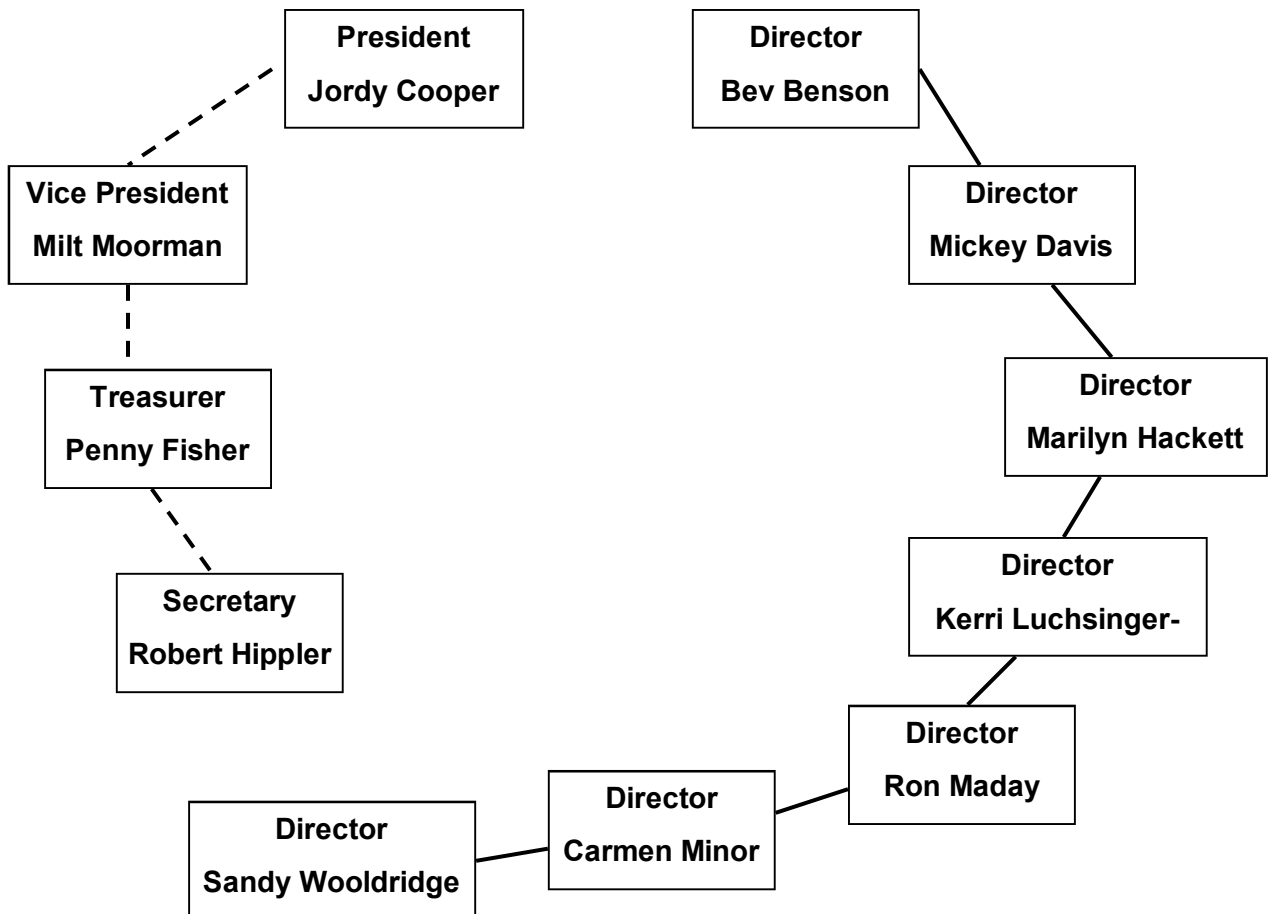 President
Jordy Cooper
Director
Bev Benson
Vice President
Milt Moorman
Director
Mickey Davis
Treasurer
Penny Fisher
Director
Marilyn Hackett
Secretary
Robert Hippler
Director
Kerri Luchsinger-
Director
Ron Maday
Director
Carmen Minor
Director
Sandy Wooldridge